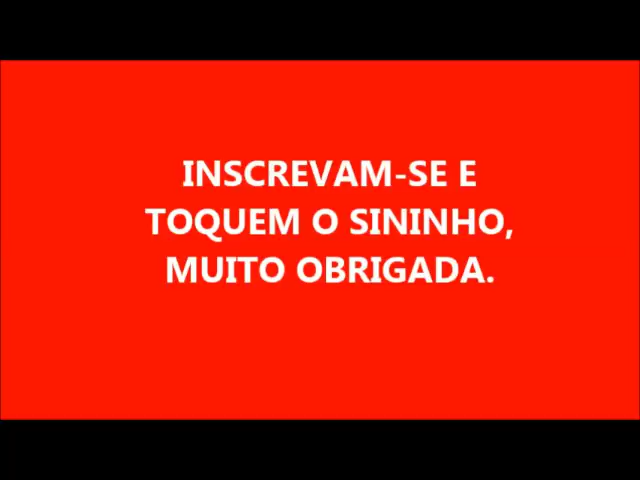 INSCREVAM-SE E
TOQUEM O SININHO,
MUITO OBRIGADA.